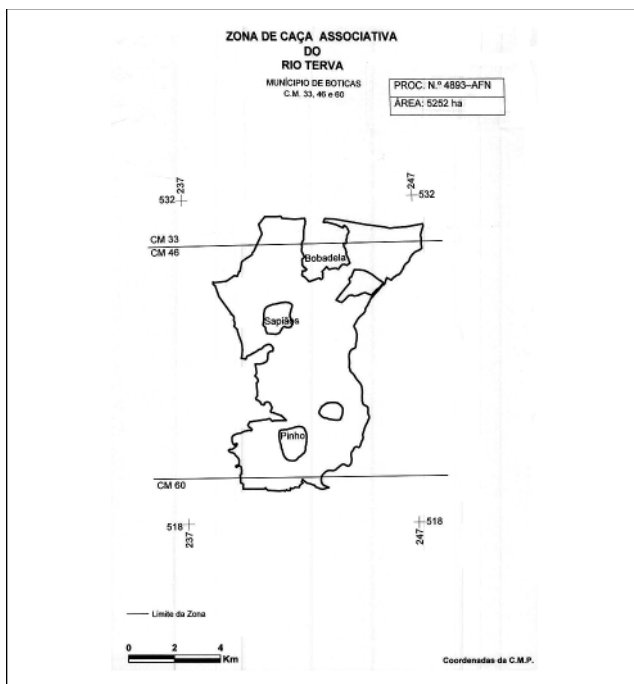 ZONA DE CAÇA ASSOCIATIVA
DO
RIO TERVA
MUNÍCIPIO DE BOTICAS
C.M. 33, 46 e 60
PROC. N.º 4893–AFN
ÁREA: 5252 ha
237
247
532
532
CM 33
CM 46
Bobadela
Sapiãos
Pinho
CM 60
518
518
237
247
Limite da Zona
0 2 4
Km
Coordenadas da C.M.P.